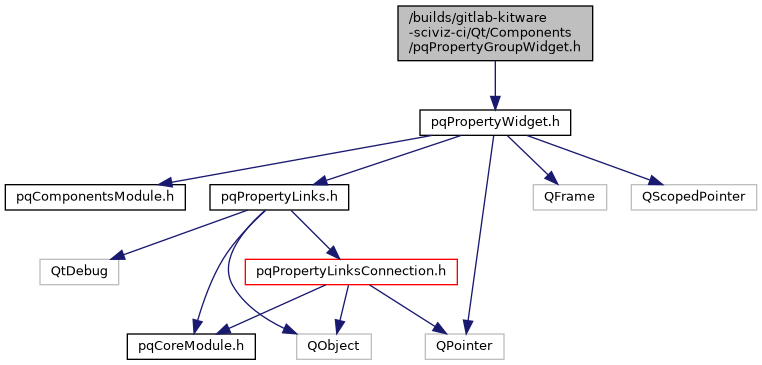 /builds/gitlab-kitware
-sciviz-ci/Qt/Components
/pqPropertyGroupWidget.h
pqPropertyWidget.h
pqComponentsModule.h
pqPropertyLinks.h
QFrame
QScopedPointer
QtDebug
pqPropertyLinksConnection.h
pqCoreModule.h
QObject
QPointer